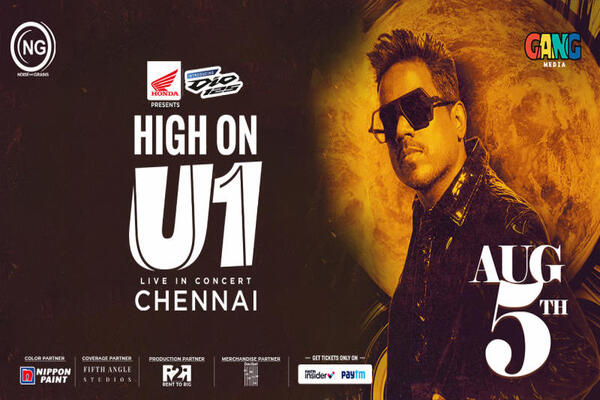 NG
NOISE AND GRAINS
GANG
MEDIA
HONDA
INTRODUCING
Dio
125
PRESENTS
HIGH ON
U1
LIVE IN CONCERT
CHENNAI
AUG
5TH
COLOR PARTNER
NIPPON
PAINT
COVERAGE PARTNER
FIFTH ANGLE
STUDIOS
PRODUCTION PARTNER
R2R
RENT TO RIG
MERCHANDISE PARTNER
GET TICKETS ONLY ON
insider
paytm